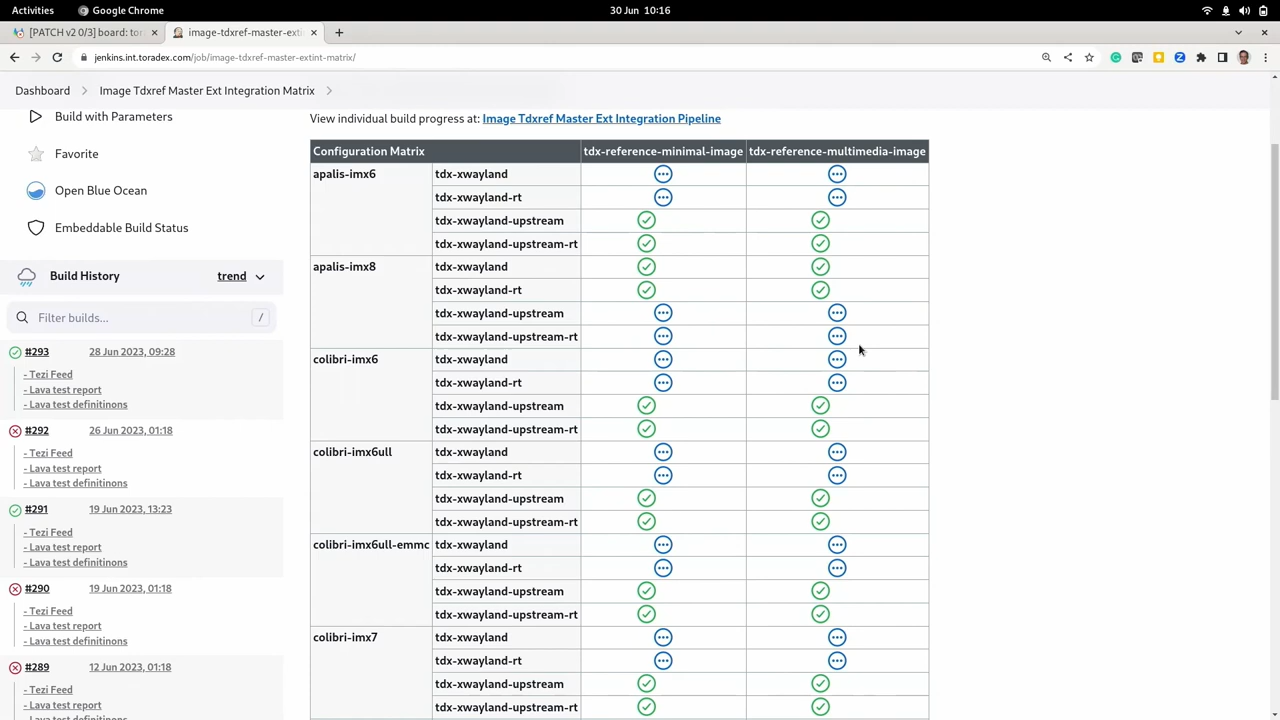 Activities
Google Chrome
30 Jun 10:16
[PATCH v2 0/3] board: to
image-tdxref-master-ext
jenkins.int.toradex.com/job/image-tdxref-master-extint-matrix/
Dashboard
Image Tdxref Master Ext Integration Matrix
Build with Parameters
Favorite
Open Blue Ocean
Embeddable Build Status
Build History
trend
Filter builds...
/
#293 28 Jun 2023, 09:28
- Tezi Feed
- Lava test report
- Lava test definitinons
#292 26 Jun 2023, 01:18
- Tezi Feed
- Lava test report
- Lava test definitinons
#291 19 Jun 2023, 13:23
- Tezi Feed
- Lava test report
- Lava test definitinons
#290 19 Jun 2023, 01:18
- Tezi Feed
- Lava test report
- Lava test definitinons
#289 12 Jun 2023, 01:18
- Tezi Feed
- Lava test report
View individual build progress at: Image Tdxref Master Ext Integration Pipeline
Configuration Matrix tdx-reference-minimal-image tdx-reference-multimedia-image
apalis-imx6 tdx-xwayland
tdx-xwayland-rt
tdx-xwayland-upstream
tdx-xwayland-upstream-rt
apalis-imx8 tdx-xwayland
tdx-xwayland-rt
tdx-xwayland-upstream
tdx-xwayland-upstream-rt
colibri-imx6 tdx-xwayland
tdx-xwayland-rt
tdx-xwayland-upstream
tdx-xwayland-upstream-rt
colibri-imx6ull tdx-xwayland
tdx-xwayland-rt
tdx-xwayland-upstream
tdx-xwayland-upstream-rt
colibri-imx6ull-emmc tdx-xwayland
tdx-xwayland-rt
tdx-xwayland-upstream
tdx-xwayland-upstream-rt
colibri-imx7 tdx-xwayland
tdx-xwayland-rt
tdx-xwayland-upstream
tdx-xwayland-upstream-rt